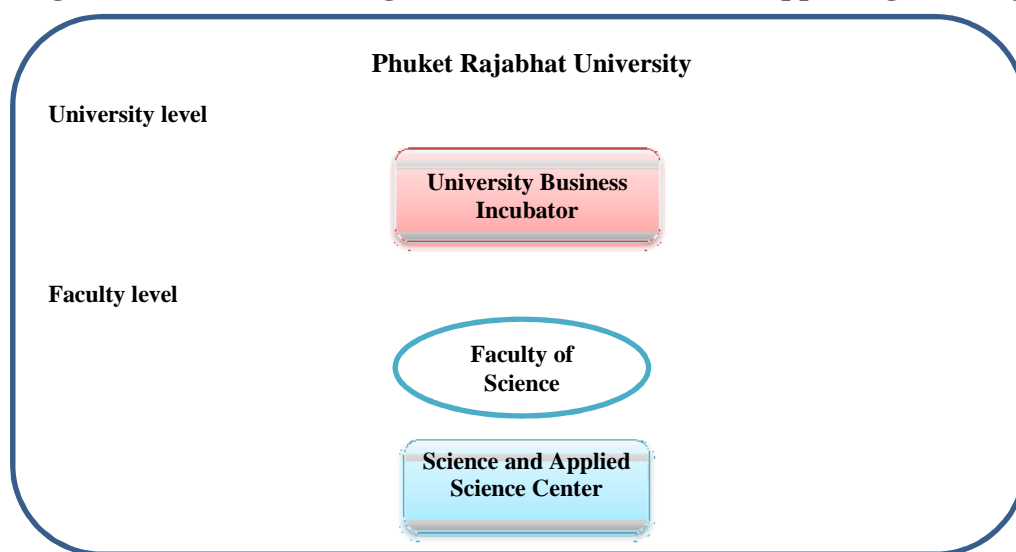 Phuket Rajabhat University
University level
University Business
Incubator
Faculty level
Faculty of
Science
Science and Applied
Science Center